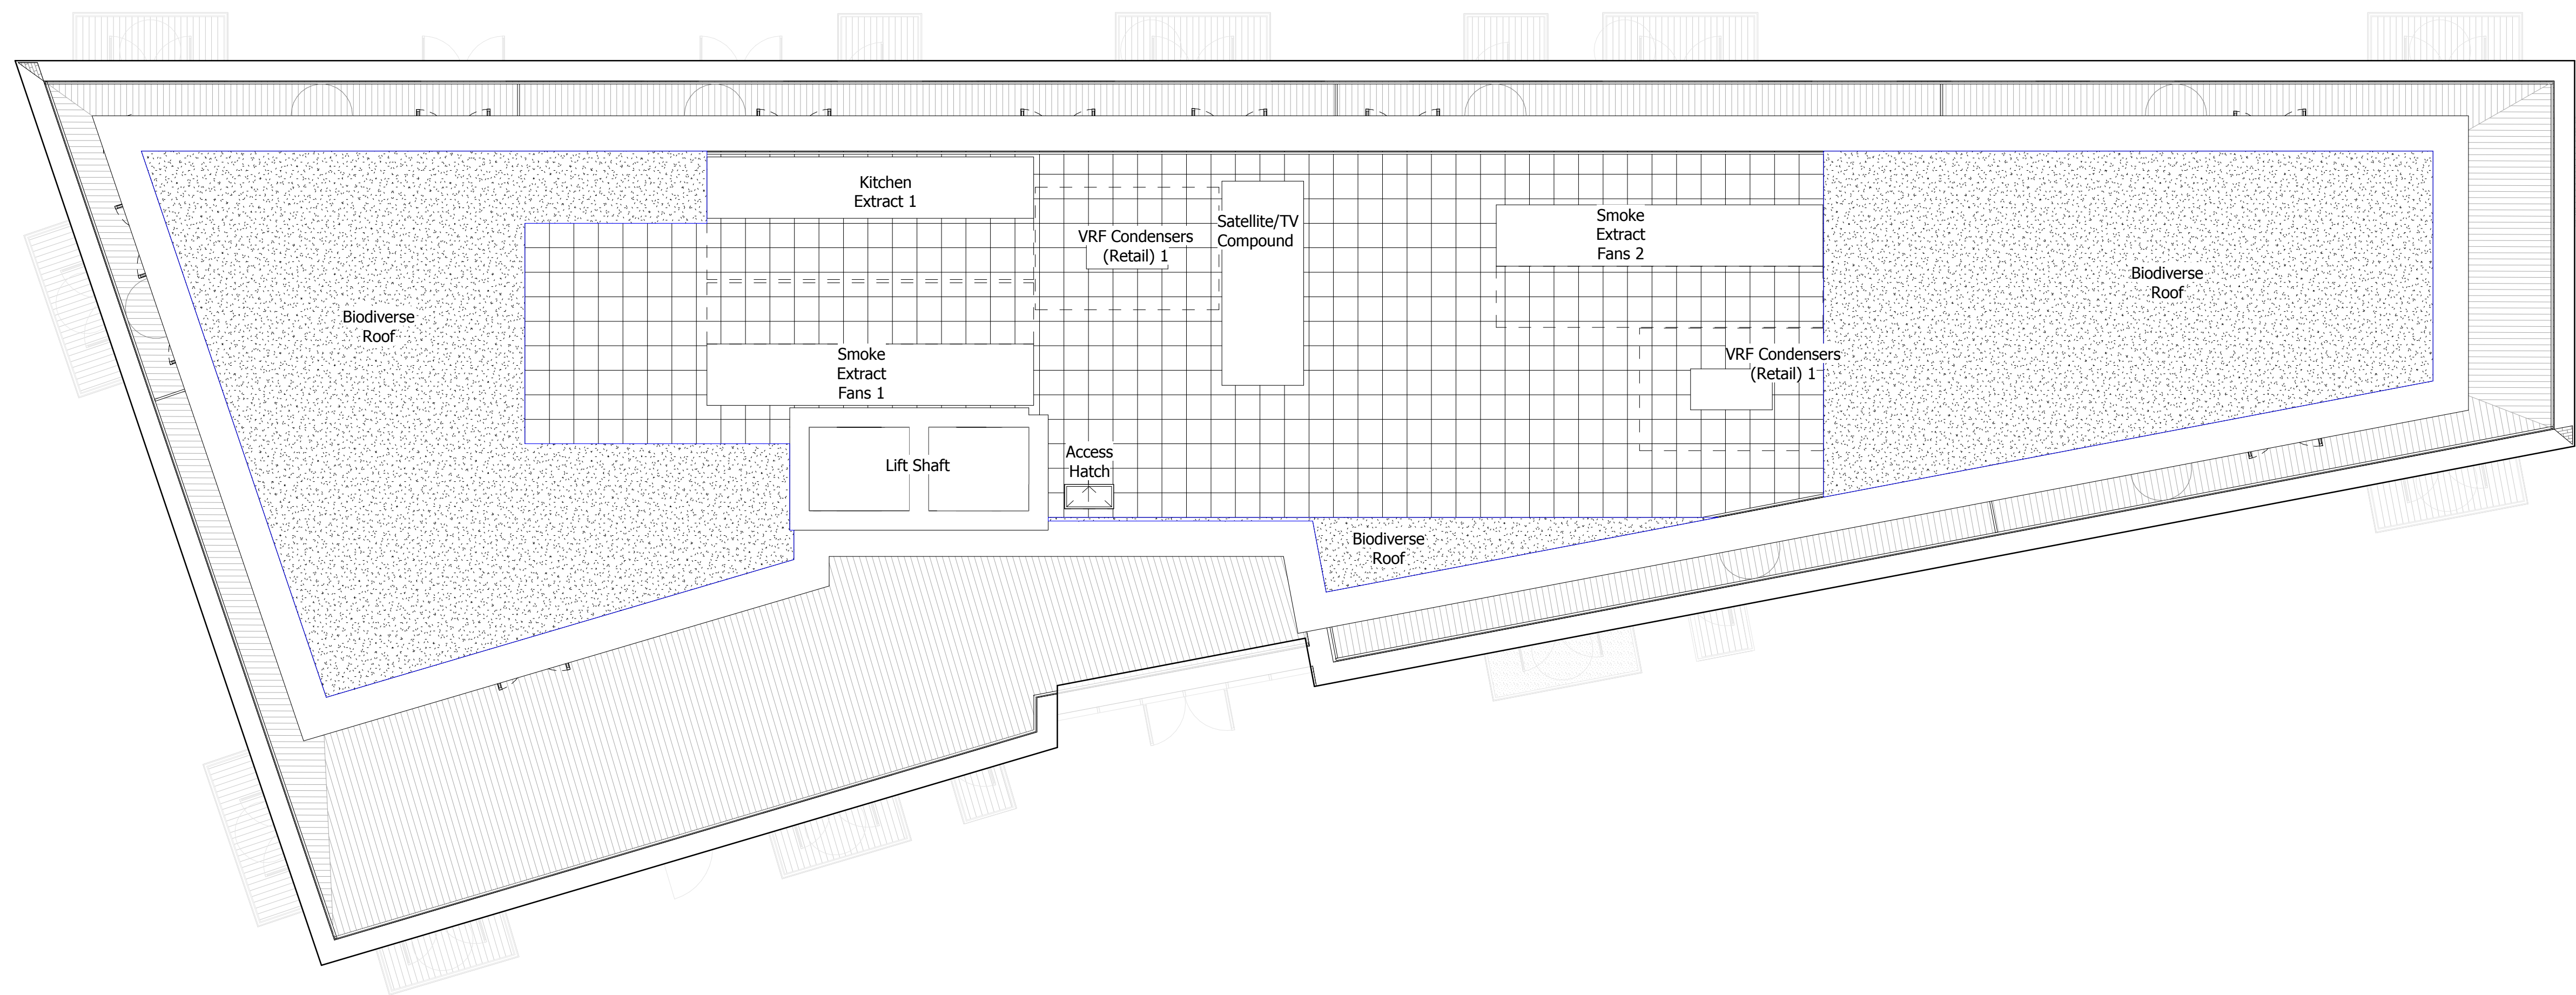 Kitchen
Extract 1
Satellite/TV
Compound
Smoke
Extract
Fans 2
VRF Condensers
(Retail) 1
Biodiverse
Roof
Biodiverse
Roof
Smoke
Extract
Fans 1
VRF Condensers
(Retail) 1
Lift Shaft
Access
Hatch
Biodiverse
Roof